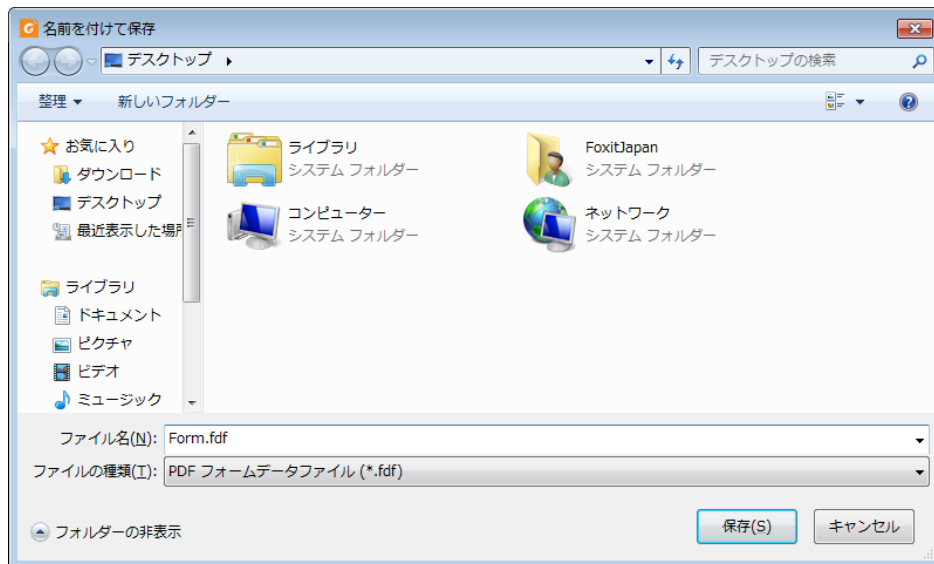 名前を付けて保存
デスクトップ
デスクトップの検索
整理
新しいフォルダー
お気に入り
ダウンロード
デスクトップ
最近表示した場所
ライブラリ
ドキュメント
ピクチャ
ビデオ
ミュージック
ライブラリ
システム フォルダー
FoxitJapan
システム フォルダー
コンピューター
システム フォルダー
ネットワーク
システム フォルダー
ファイル名(N): Form.fdf
ファイルの種類(T): PDF フォームデータファイル (*.fdf)
フォルダーの非表示
保存(S)
キャンセル